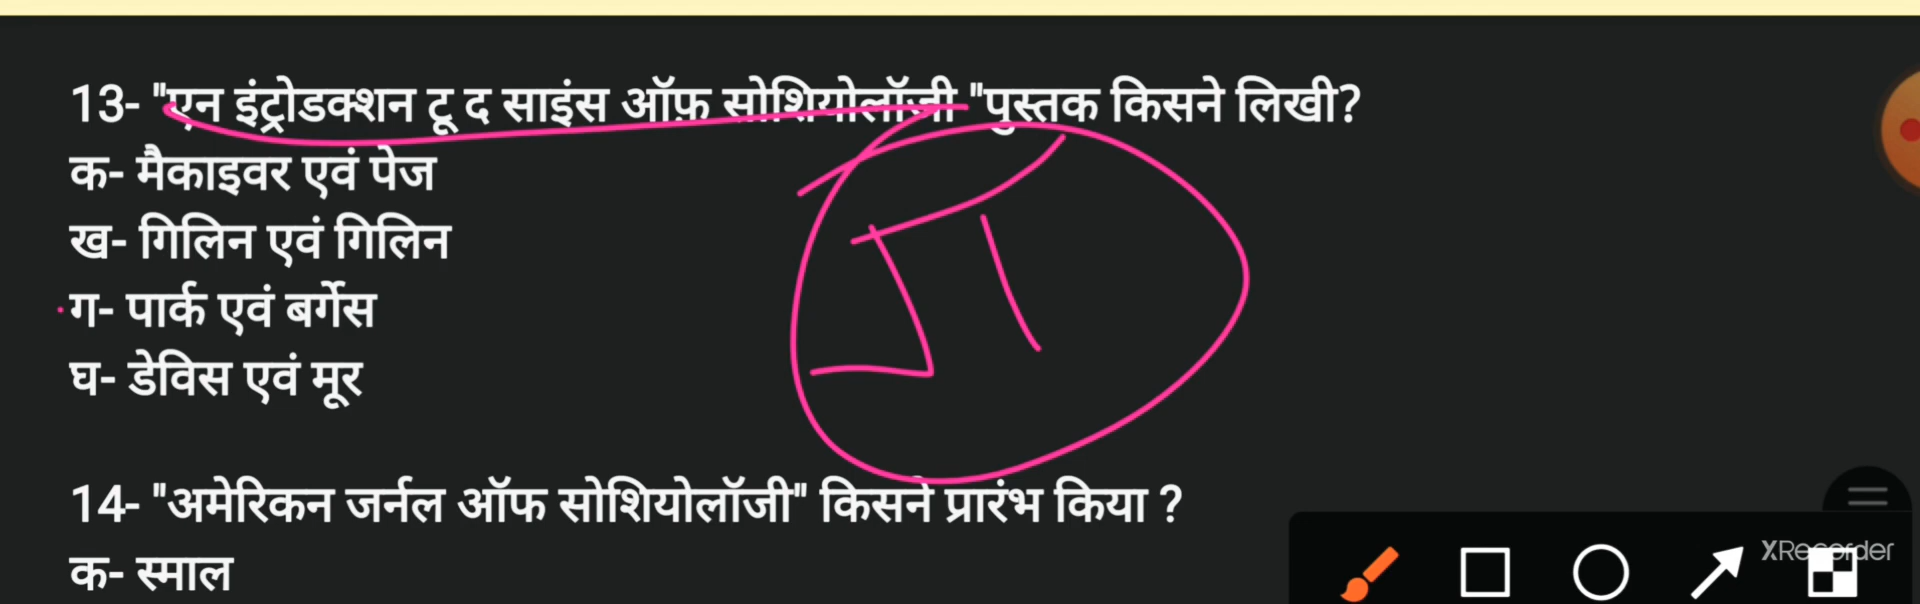 13- "एन इंट्रोडक्शन टू द साइंस ऑफ़ सोशियोलॉजी "पुस्तक किसने लिखी?
क- मैकाइवर एवं पेज
ख- गिलिन एवं गिलिन
ग- पार्क एवं बर्गेस
घ- डेविस एवं मूर
ग
14- "अमेरिकन जर्नल ऑफ सोशियोलॉजी" किसने प्रारंभ किया ?
क- स्माल
XRecorder